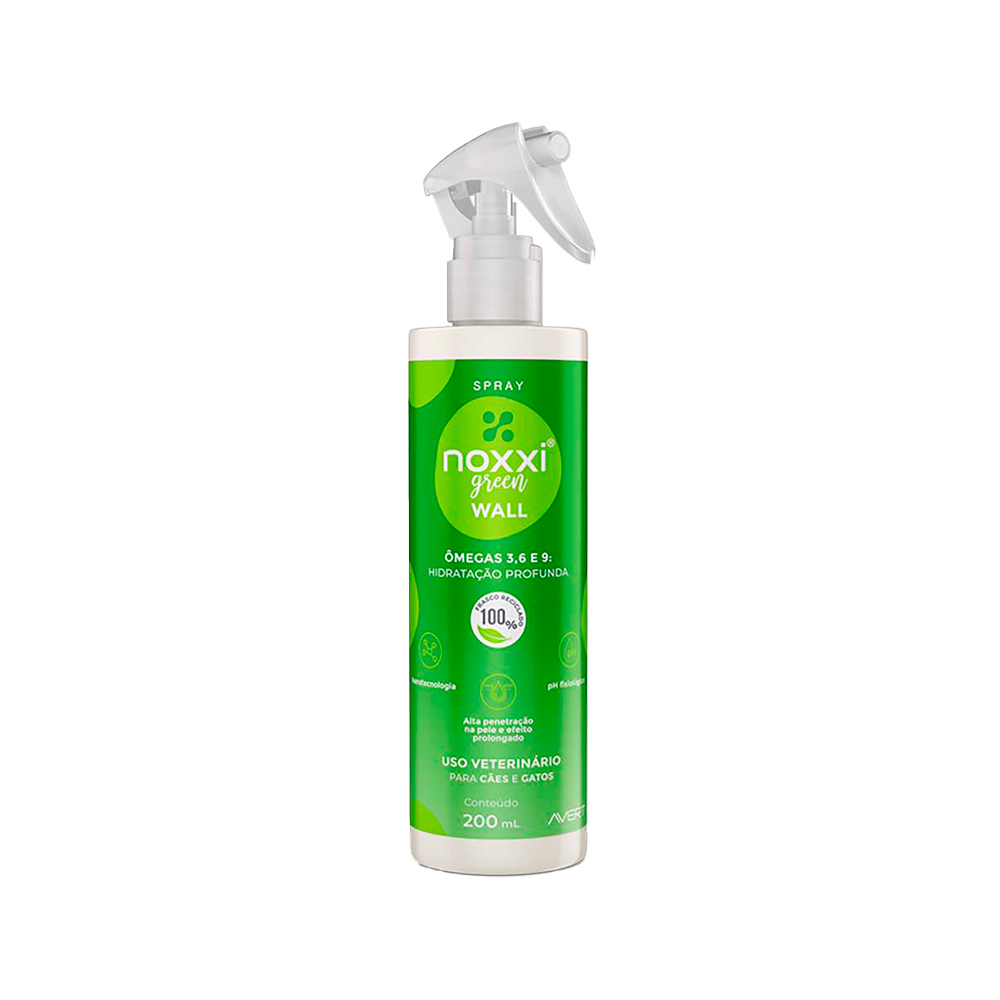 SPRAY
noxxi®
green
WALL
ÔMEGAS 3,6 E 9:
HIDRATAÇÃO PROFUNDA
FRASCO RECICLADO
100%
pH
Alta penetração
na pele e efeito
prolongado
USO VETERINÁRIO
PARA CÃES E GATOS
Conteúdo
200 mL
AVERT